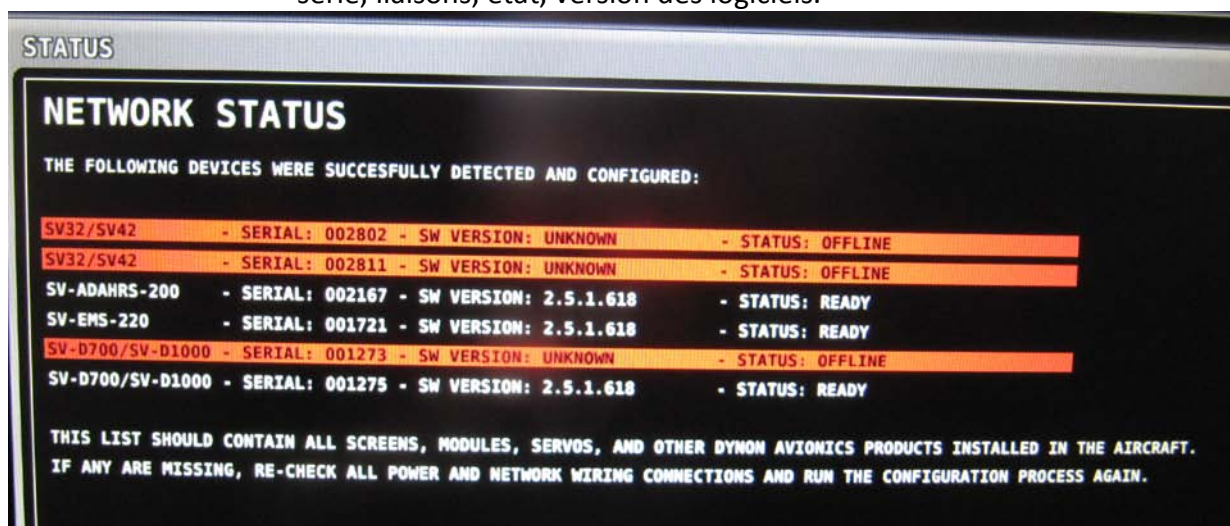 série, liaisons, état, version des logiciels.
STATUS
NETWORK STATUS
THE FOLLOWING DEVICES WERE SUCCESFULLY DETECTED AND CONFIGURED:
SV32/SV42 - SERIAL: 002802 - SW VERSION: UNKNOWN - STATUS: OFFLINE
SV32/SV42 - SERIAL: 002811 - SW VERSION: UNKNOWN - STATUS: OFFLINE
SV-ADAHRS-200 - SERIAL: 002167 - SW VERSION: 2.5.1.618 - STATUS: READY
SV-EMS-220 - SERIAL: 001721 - SW VERSION: 2.5.1.618 - STATUS: READY
SV-D700/SV-D1000 - SERIAL: 001273 - SW VERSION: UNKNOWN - STATUS: OFFLINE
SV-D700/SV-D1000 - SERIAL: 001275 - SW VERSION: 2.5.1.618 - STATUS: READY
THIS LIST SHOULD CONTAIN ALL SCREENS, MODULES, SERVOS, AND OTHER DYNON AVIONICS PRODUCTS INSTALLED IN THE AIRCRAFT.
IF ANY ARE MISSING, RE-CHECK ALL POWER AND NETWORK WIRING CONNECTIONS AND RUN THE CONFIGURATION PROCESS AGAIN.